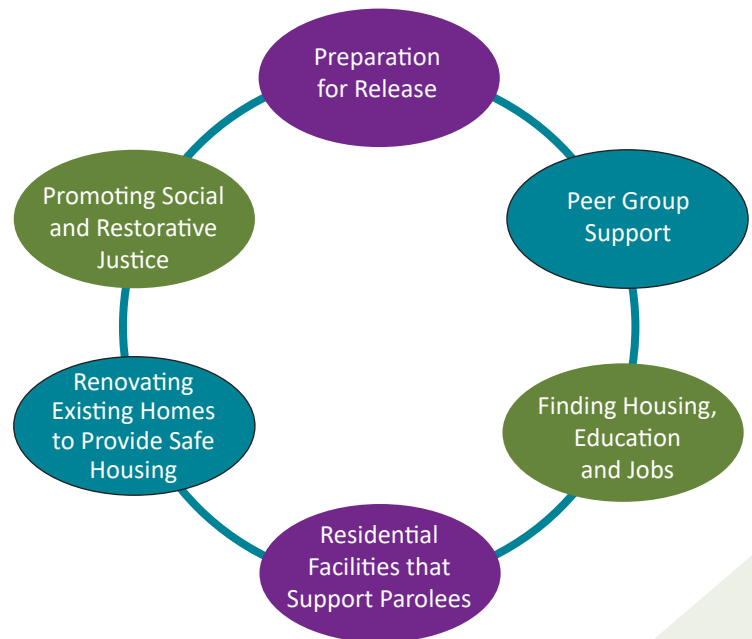 Preparation
for Release
Peer Group
Support
Finding Housing,
Education
and Jobs
Residential
Facilities that
Support Parolees
Renovating
Existing Homes
to Provide Safe
Housing
Promoting Social
and Restorative
Justice